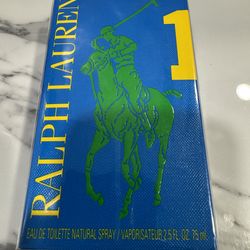 RALPH LAUREN
1
EAU DE TOILETTE NATURAL SPRAY / VAPORISATEUR 2.5 FL. OZ. 75 mL